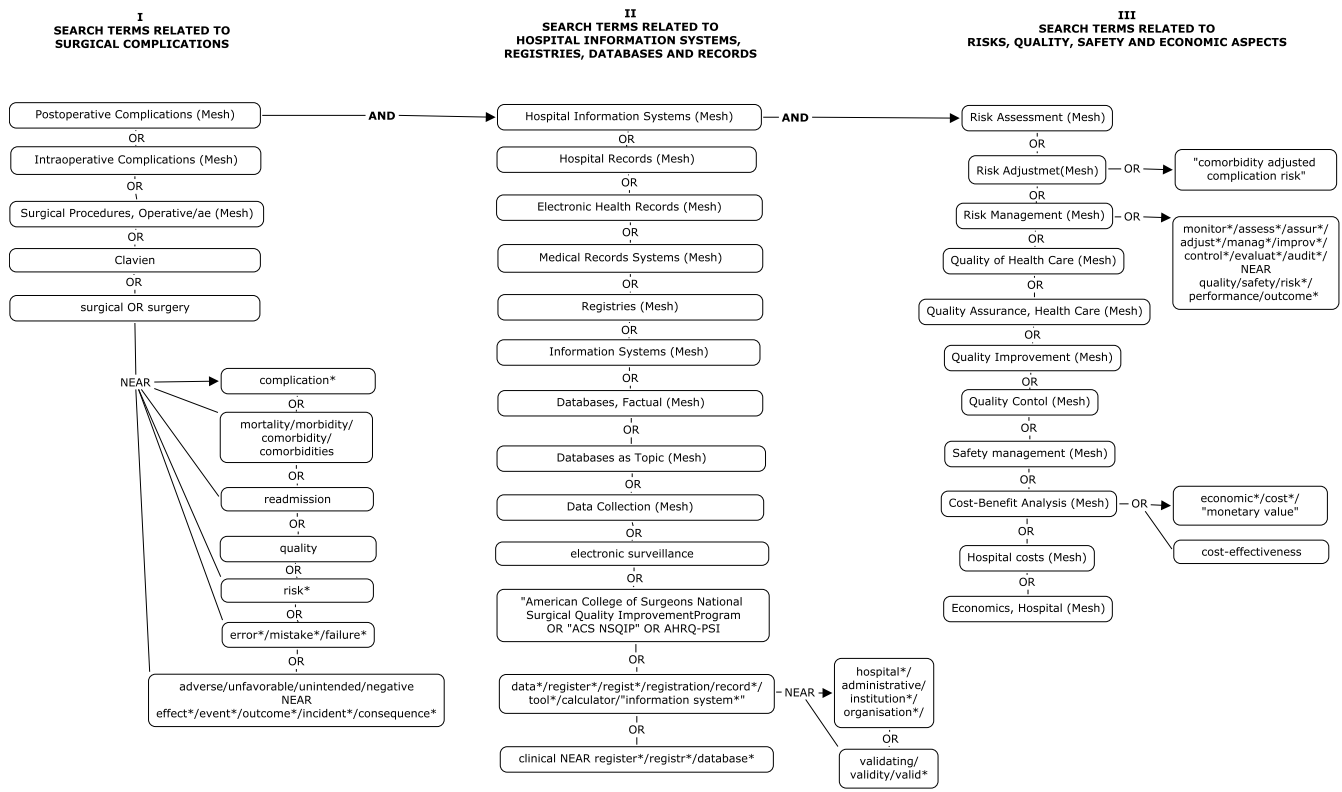 I
SEARCH TERMS RELATED TO
SURGICAL COMPLICATIONS
Postoperative Complications (Mesh)
OR
Intraoperative Complications (Mesh)
OR
Surgical Procedures, Operative/ae (Mesh)
OR
Clavien
OR
surgical OR surgery
NEAR
complication*
OR
mortality/morbidity/
comorbidity/
comorbidities
OR
readmission
OR
quality
OR
risk*
OR
error*/mistake*/failure*
OR
adverse/unfavorable/unintended/negative
NEAR
effect*/event*/outcome*/incident*/consequence*
AND
II
SEARCH TERMS RELATED TO
HOSPITAL INFORMATION SYSTEMS,
REGISTRIES, DATABASES AND RECORDS
Hospital Information Systems (Mesh)
OR
Hospital Records (Mesh)
OR
Electronic Health Records (Mesh)
OR
Medical Records Systems (Mesh)
OR
Registries (Mesh)
OR
Information Systems (Mesh)
OR
Databases, Factual (Mesh)
OR
Databases as Topic (Mesh)
OR
Data Collection (Mesh)
OR
electronic surveillance
OR
"American College of Surgeons National
Surgical Quality ImprovementProgram
OR "ACS NSQIP" OR AHRQ-PSI
OR
data*/register*/regist*/registration/record*/
tool*/calculator/"information system*"
NEAR
hospital*/
administrative/
institution*/
organisation*/
OR
validating/
validity/valid*
OR
clinical NEAR register*/registr*/database*
AND
III
SEARCH TERMS RELATED TO
RISKS, QUALITY, SAFETY AND ECONOMIC ASPECTS
Risk Assessment (Mesh)
OR
Risk Adjustmet(Mesh)
OR
"comorbidity adjusted
complication risk"
OR
Risk Management (Mesh)
OR
monitor*/assess*/assur*/
adjust*/manag*/improv*/
control*/evaluat*/audit*/
NEAR
quality/safety/risk*/
performance/outcome*
OR
Quality of Health Care (Mesh)
OR
Quality Assurance, Health Care (Mesh)
OR
Quality Improvement (Mesh)
OR
Quality Contol (Mesh)
OR
Safety management (Mesh)
OR
Cost-Benefit Analysis (Mesh)
OR
economic*/cost*/
"monetary value"
cost-effectiveness
OR
Hospital costs (Mesh)
OR
Economics, Hospital (Mesh)